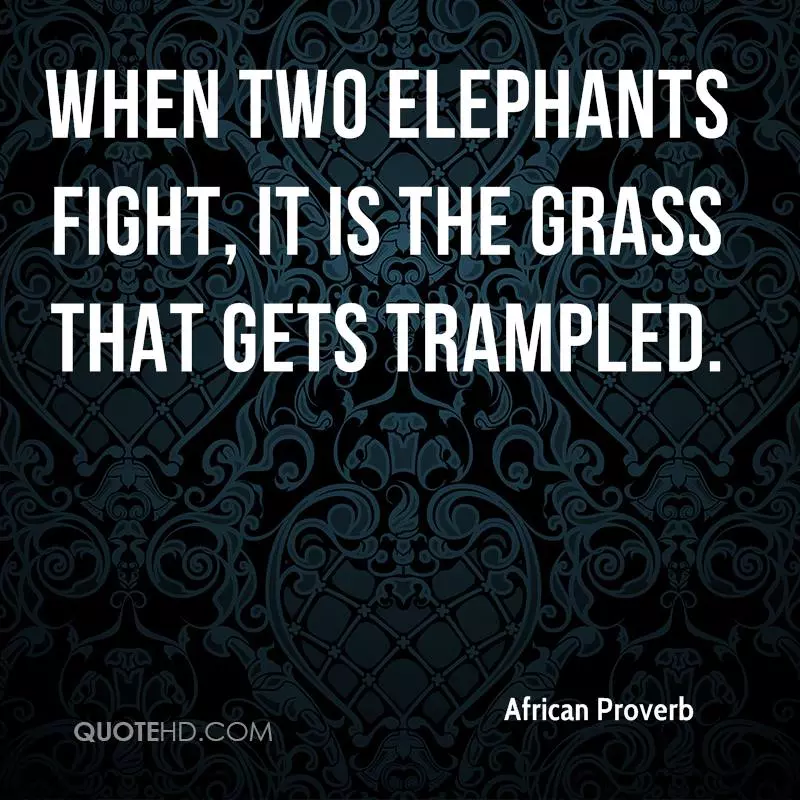 WHEN TWO ELEPHANTS
FIGHT, IT IS THE GRASS
THAT GETS TRAMPLED.
African Proverb
QUOTEHD.COM